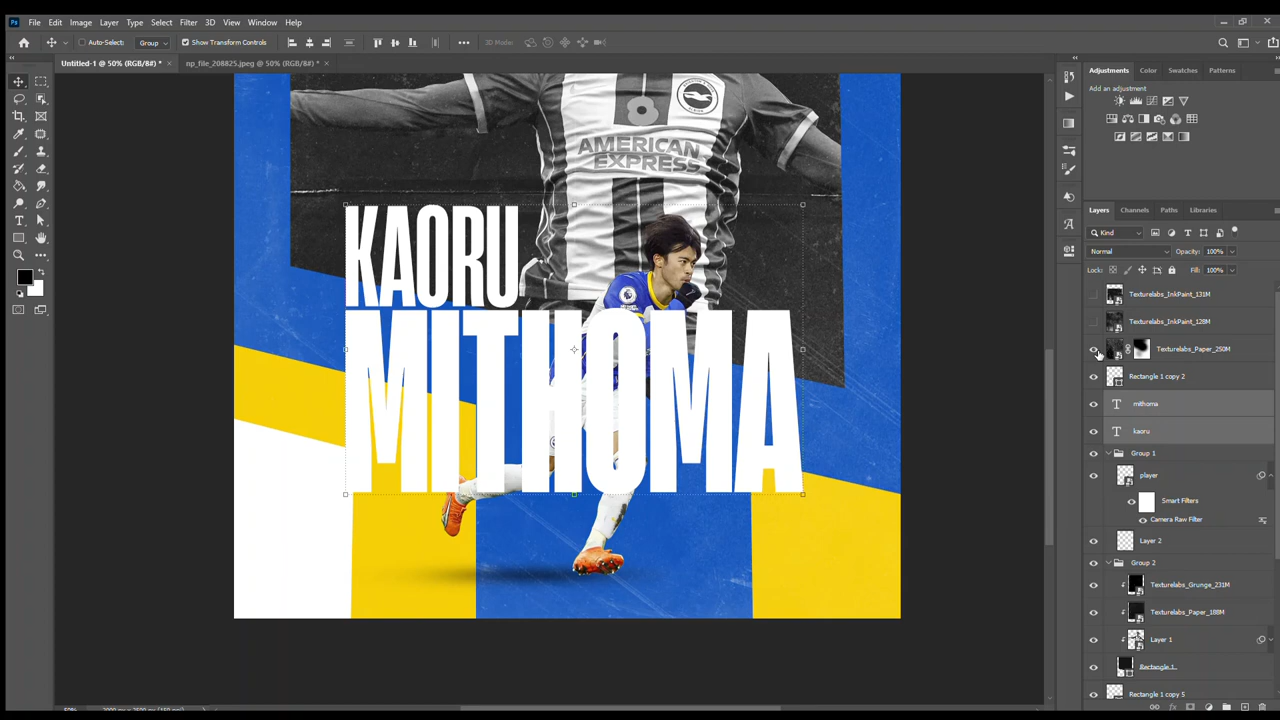 Ps File Edit Image Layer Type Select Filter 3D View Window Help
Auto-Select: Group Show Transform Controls 3D Mode:
Untitled-1 @ 50% (RGB/8#) * × np_file_208825.jpeg @ 50% (RGB/8#) * ×
Adjustments Color Swatches Patterns
Add an adjustment
AMERICAN
EXPRESS
KAORU
MITHOMA
Layers Channels Paths Libraries
Kind
Normal Opacity: 100%
Lock: Fill: 100%
Texturelabs_InkPaint_131M
Texturelabs_InkPaint_128M
Texturelabs_Paper_250M
Rectangle 1 copy 2
T mithoma
T kaoru
Group 1
player
Smart Filters
Camera Raw Filter
Layer 2
Group 2
Texturelabs_Grunge_231M
Texturelabs_Paper_188M
Layer 1
Rectangle 1
Rectangle 1 copy 5